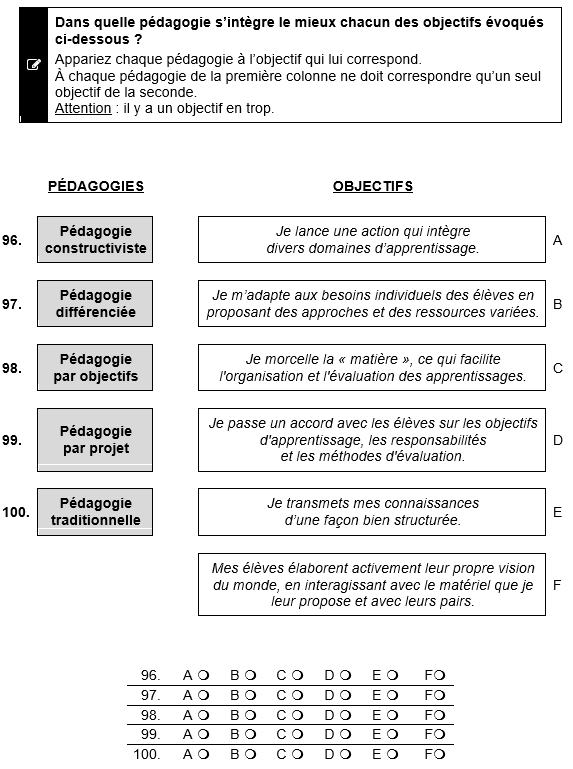 Dans quelle pédagogie s’intègre le mieux chacun des objectifs évoqués
ci-dessous ?
Appariez chaque pédagogie à l’objectif qui lui correspond.
À chaque pédagogie de la première colonne ne doit correspondre qu’un seul
objectif de la seconde.
Attention : il y a un objectif en trop.
PÉDAGOGIES
OBJECTIFS
96.
Pédagogie
constructiviste
Je lance une action qui intègre
divers domaines d’apprentissage.
A
97.
Pédagogie
différenciée
Je m’adapte aux besoins individuels des élèves en
proposant des approches et des ressources variées.
B
98.
Pédagogie
par objectifs
Je morcelle la « matière », ce qui facilite
l'organisation et l'évaluation des apprentissages.
C
99.
Pédagogie
par projet
Je passe un accord avec les élèves sur les objectifs
d'apprentissage, les responsabilités
et les méthodes d'évaluation.
D
100.
Pédagogie
traditionnelle
Je transmets mes connaissances
d’une façon bien structurée.
E
Mes élèves élaborent activement leur propre vision
du monde, en interagissant avec le matériel que je
leur propose et avec leurs pairs.
F
96. A B C D E F
97. A B C D E F
98. A B C D E F
99. A B C D E F
100. A B C D E F